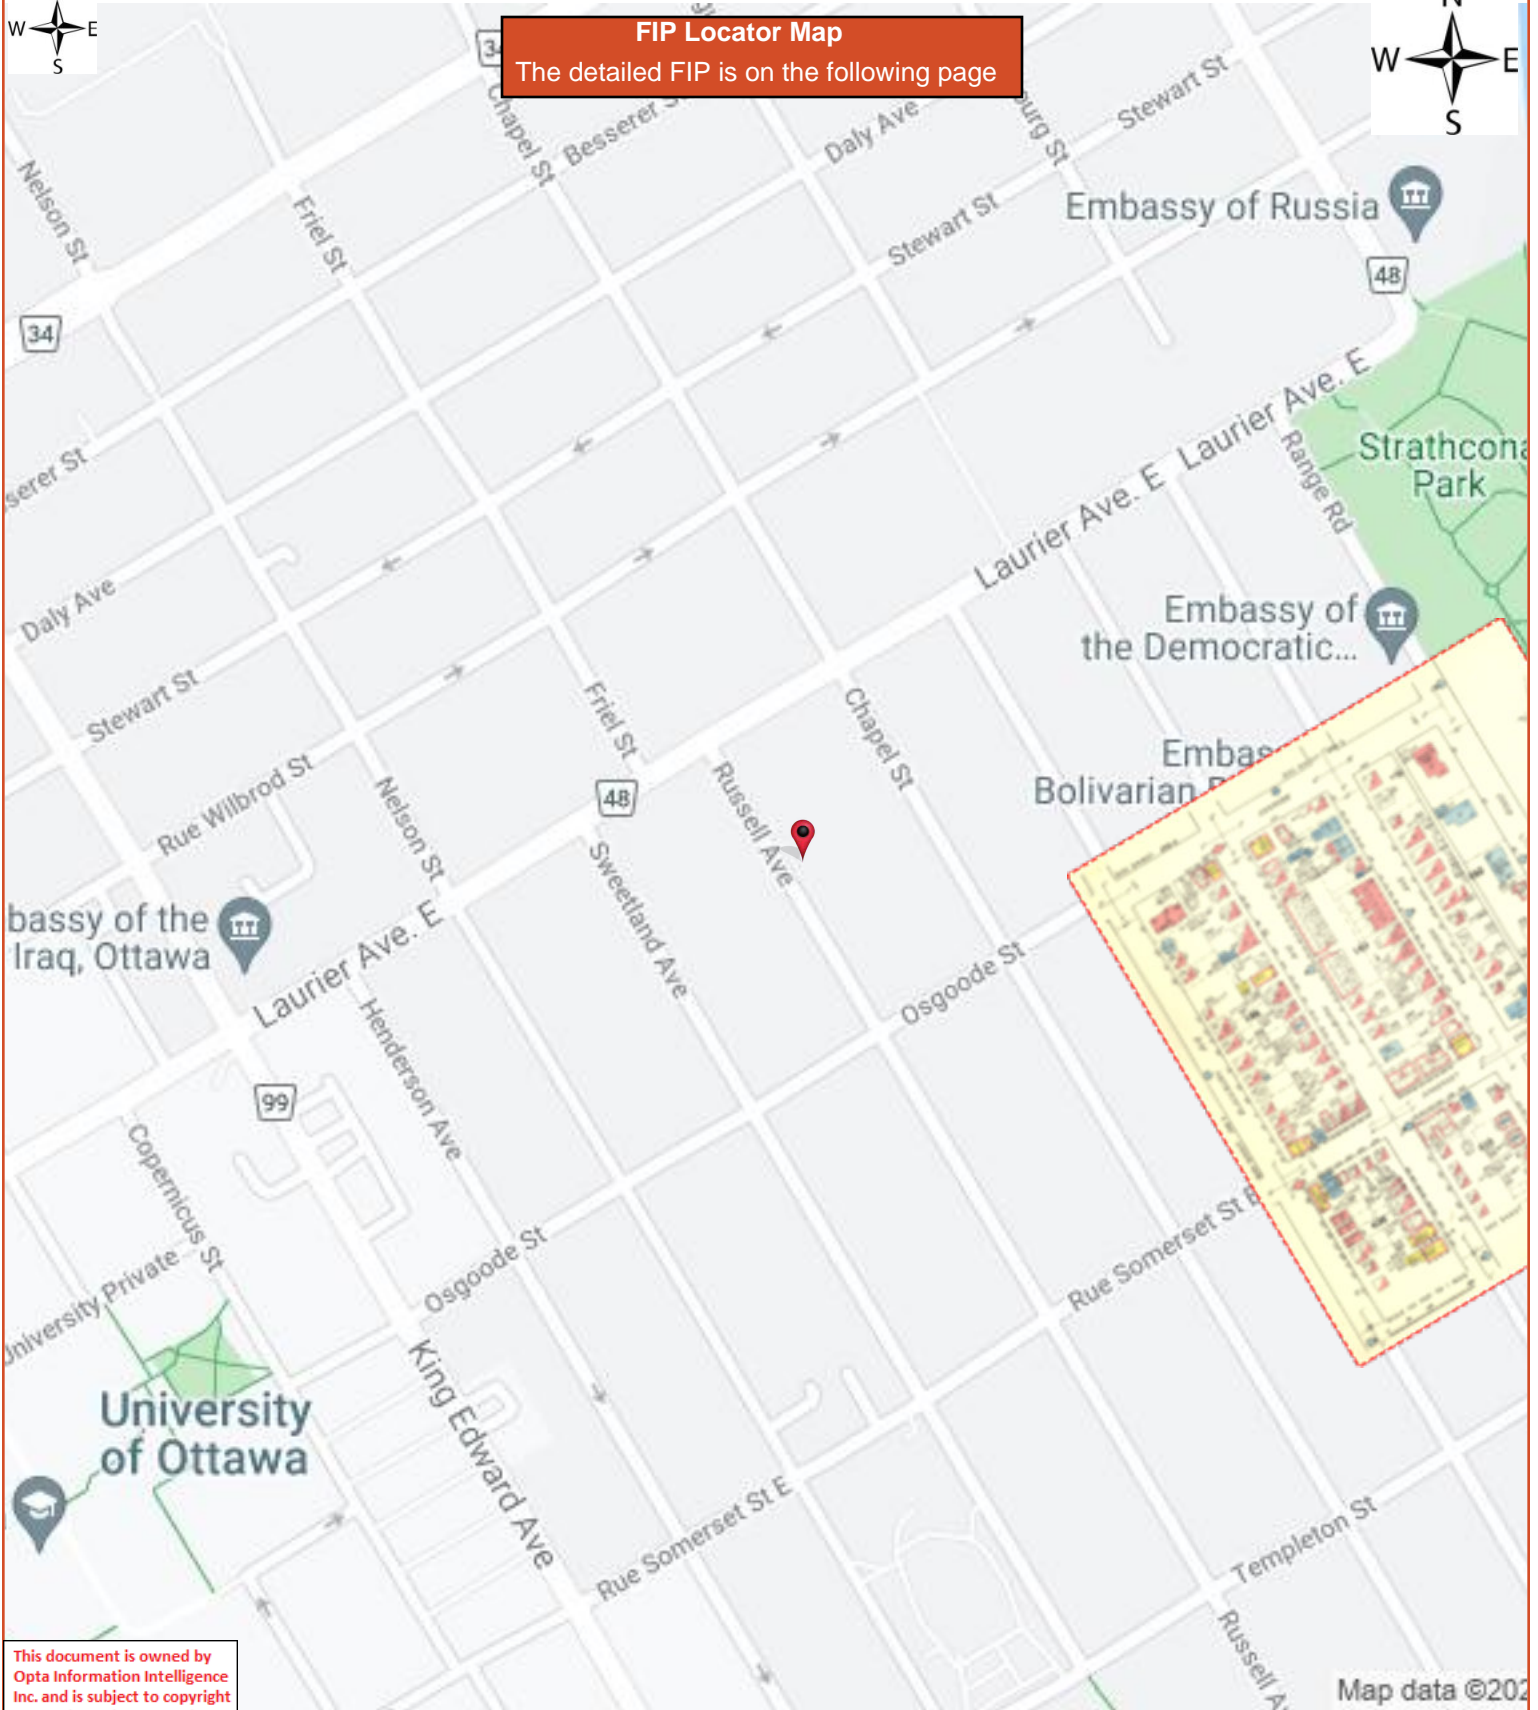 W E
S
FIP Locator Map
The detailed FIP is on the following page
N
W E
S
34
Chapel St
Besserer
Daly Ave
Stewart St
Nelson St
Friel St
Stewart St
Embassy of Russia
48
34
Laurier Ave. E
Laurier Ave. E
Range Rd
Strathcona
Park
Daly Ave
Embassy of
the Democratic...
Stewart St
Friel St
Chapel St
Embas
Bolivarian
Rue Wilbrod St
Nelson St
48
Russell Ave
Sweetland Ave
bassy of the
Iraq, Ottawa
Laurier Ave. E
Osgoode St
Henderson Ave
99
Copernicus St
University Private
Osgoode St
Rue Somerset St E
King Edward Ave
University
of Ottawa
Rue Somerset St E
Templeton St
Russell A
This document is owned by
Opta Information Intelligence
Inc. and is subject to copyright
Map data ©202